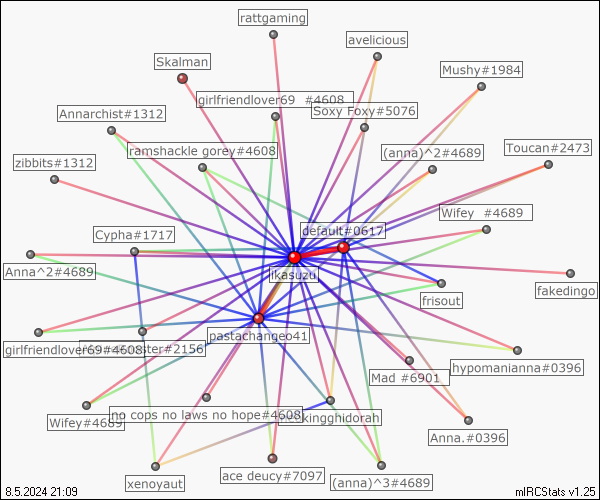 rattgaming
avelicious
Skalman
Mushy#1984
girlfriendlover69 #4608
Soxy Foxy#5076
Annarchist#1312
ramshackle gorey#4608
(anna)^2#4689
Toucan#2473
zibbits#1312
Wifey #4689
default#0617
Cypha#1717
Anna^2#4689
ikasuzu
fakedingo
frisout
pastachangeo41
girlfriendlover69#4608
#2156
hypomanianna#0396
Mad #6901
no cops no laws no hope#4608
Wifey#4689
Anna.#0396
xenoyaut
ace deucy#7097
(anna)^3#4689
8.5.2024 21:09
mIRCStats v1.25